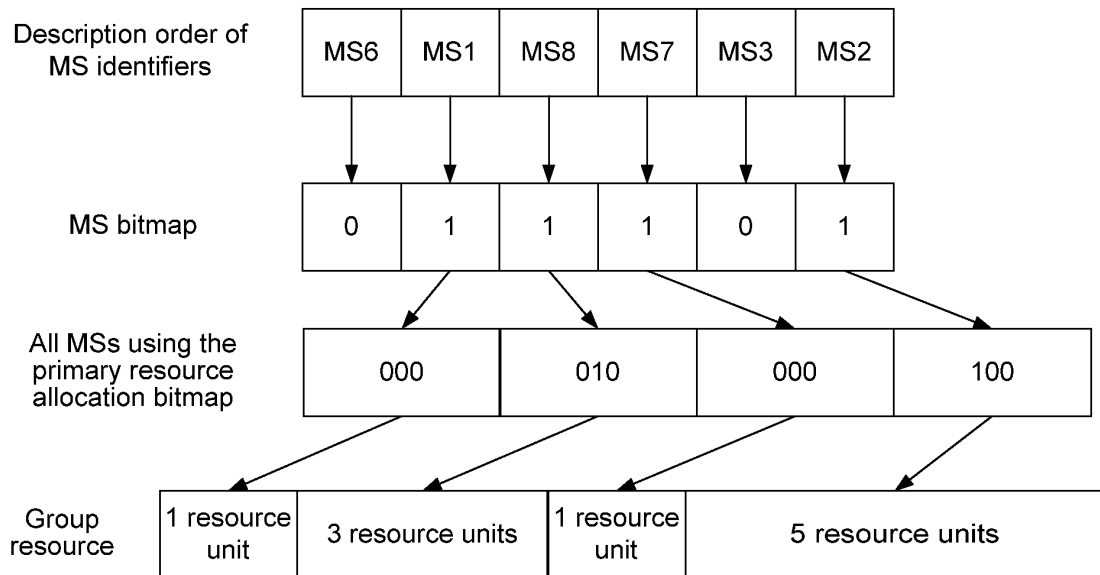 Description order of
MS identifiers
MS6 MS1 MS8 MS7 MS3 MS2
MS bitmap
0 1 1 1 0 1
All MSs using the
primary resource
allocation bitmap
000 010 000 100
Group
resource
1 resource
unit
3 resource units
1 resource
unit
5 resource units